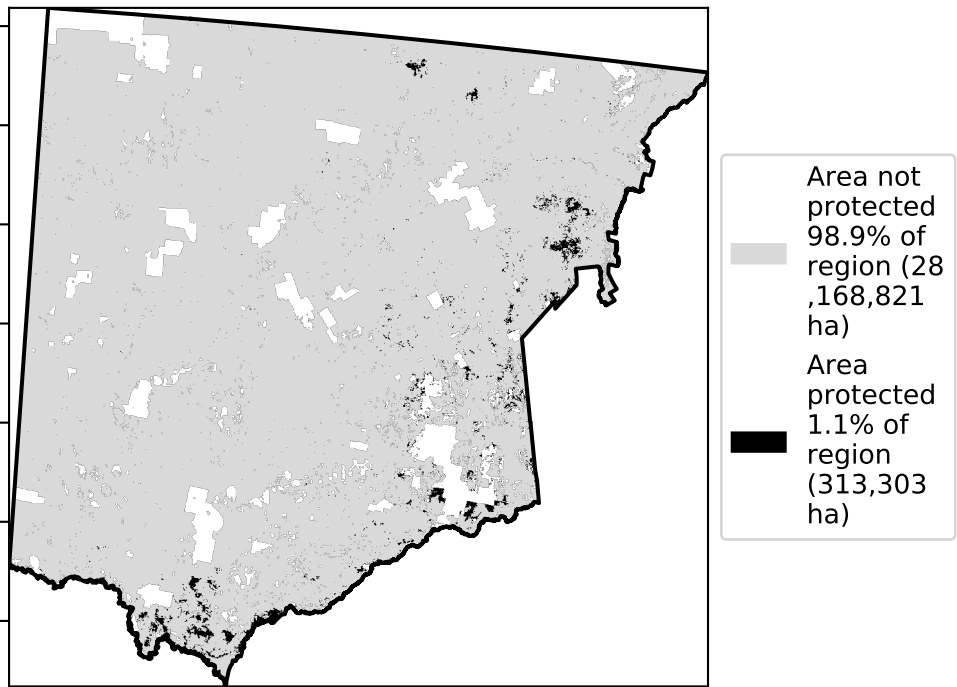 Area not
protected
98.9% of
region (28
,168,821
ha)
Area
protected
1.1% of
region
(313,303
ha)